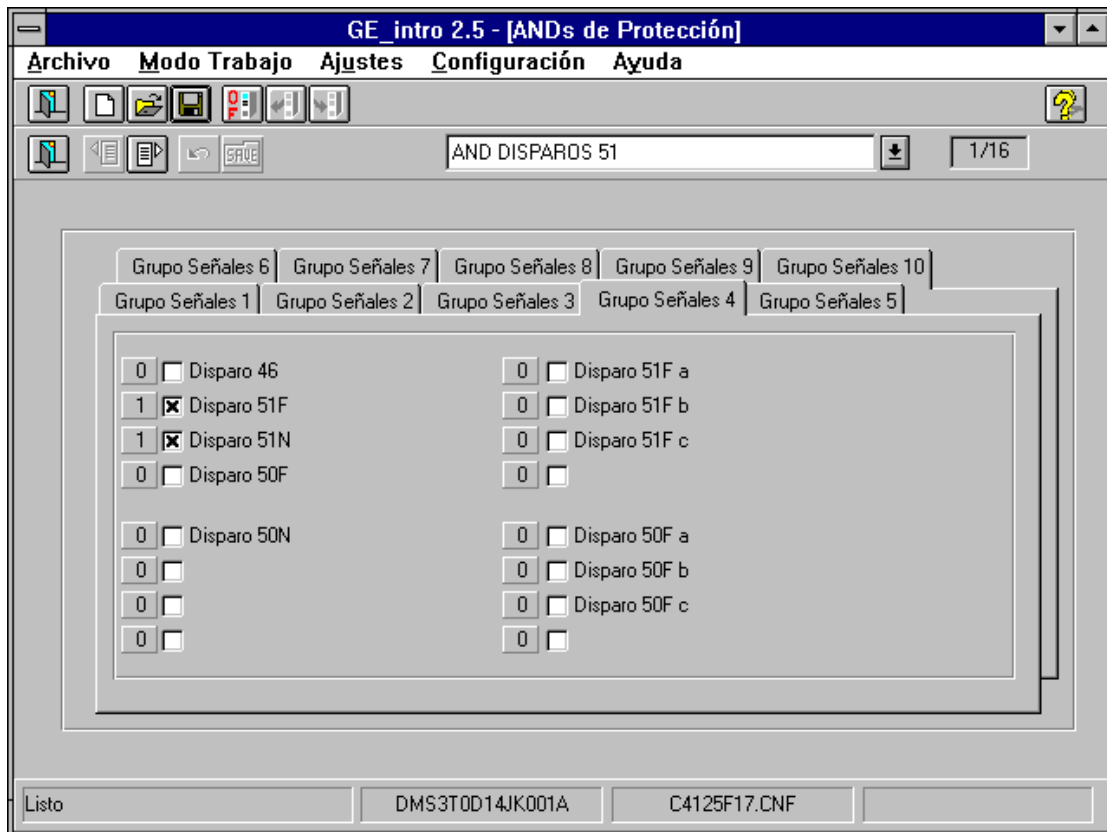 GE_intro 2.5 - [ANDs de Protección]
Archivo Modo Trabajo Ajustes Configuración Ayuda
SAVE AND DISPAROS 51 1/16
Grupo Señales 6 Grupo Señales 7 Grupo Señales 8 Grupo Señales 9 Grupo Señales 10
Grupo Señales 1 Grupo Señales 2 Grupo Señales 3 Grupo Señales 4 Grupo Señales 5
0 Disparo 46 0 Disparo 51F a
1 Disparo 51F 0 Disparo 51F b
1 Disparo 51N 0 Disparo 51F c
0 Disparo 50F 0
0 Disparo 50N 0 Disparo 50F a
0 0 Disparo 50F b
0 0 Disparo 50F c
0 0
Listo DMS3T0D14JK001A C4125F17.CNF